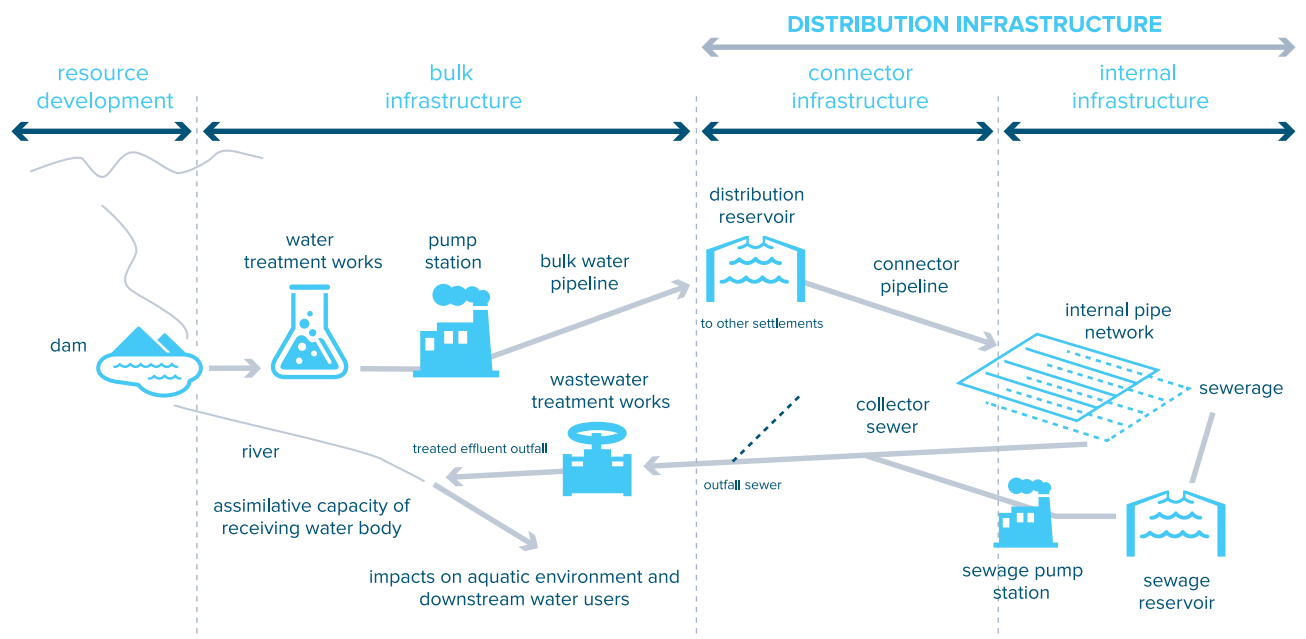 DISTRIBUTION INFRASTRUCTURE
resource
development
bulk
infrastructure
connector
infrastructure
internal
infrastructure
distribution
reservoir
water
treatment works
pump
station
bulk water
pipeline
connector
pipeline
to other settlements
internal pipe
network
dam
wastewater
treatment works
sewerage
collector
sewer
river
treated effluent outfall
outfall sewer
assimilative capacity of
receiving water body
impacts on aquatic environment and
downstream water users
sewage pump
station
sewage
reservoir